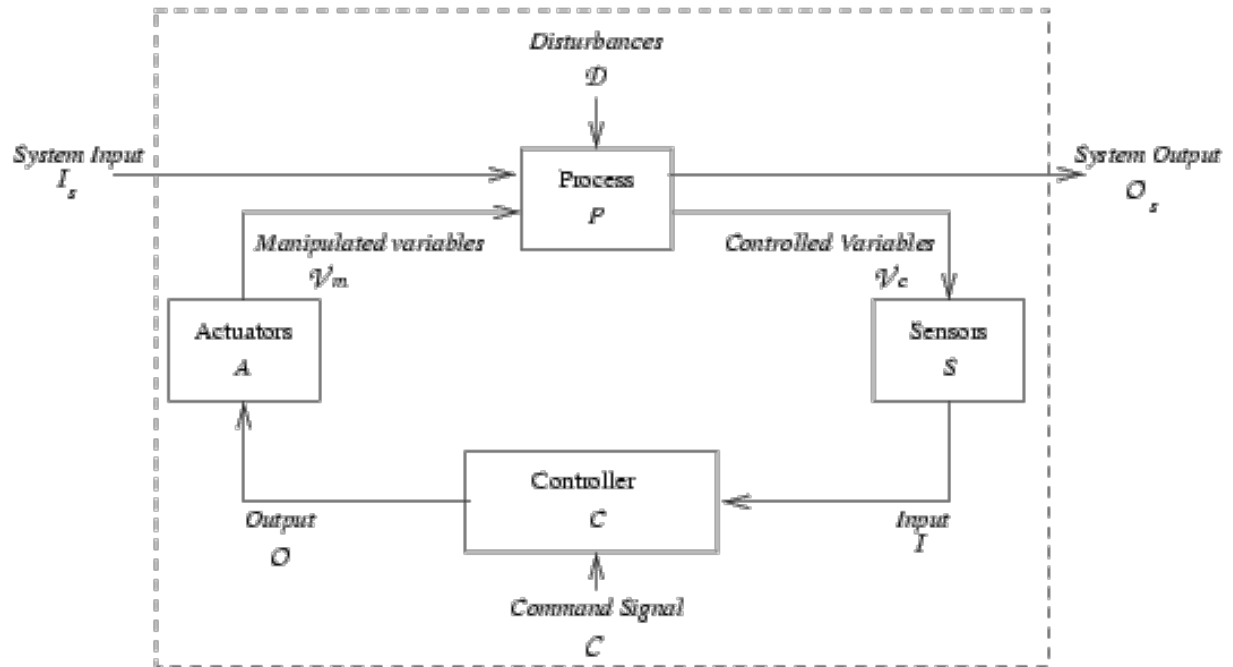 Disturbances
D
System Input
I_s
Process
P
System Output
O_s
Manipulated variables
V_m
Controlled Variables
V_c
Actuators
A
Sensors
S
Controller
C
Output
O
Input
I
Command Signal
C